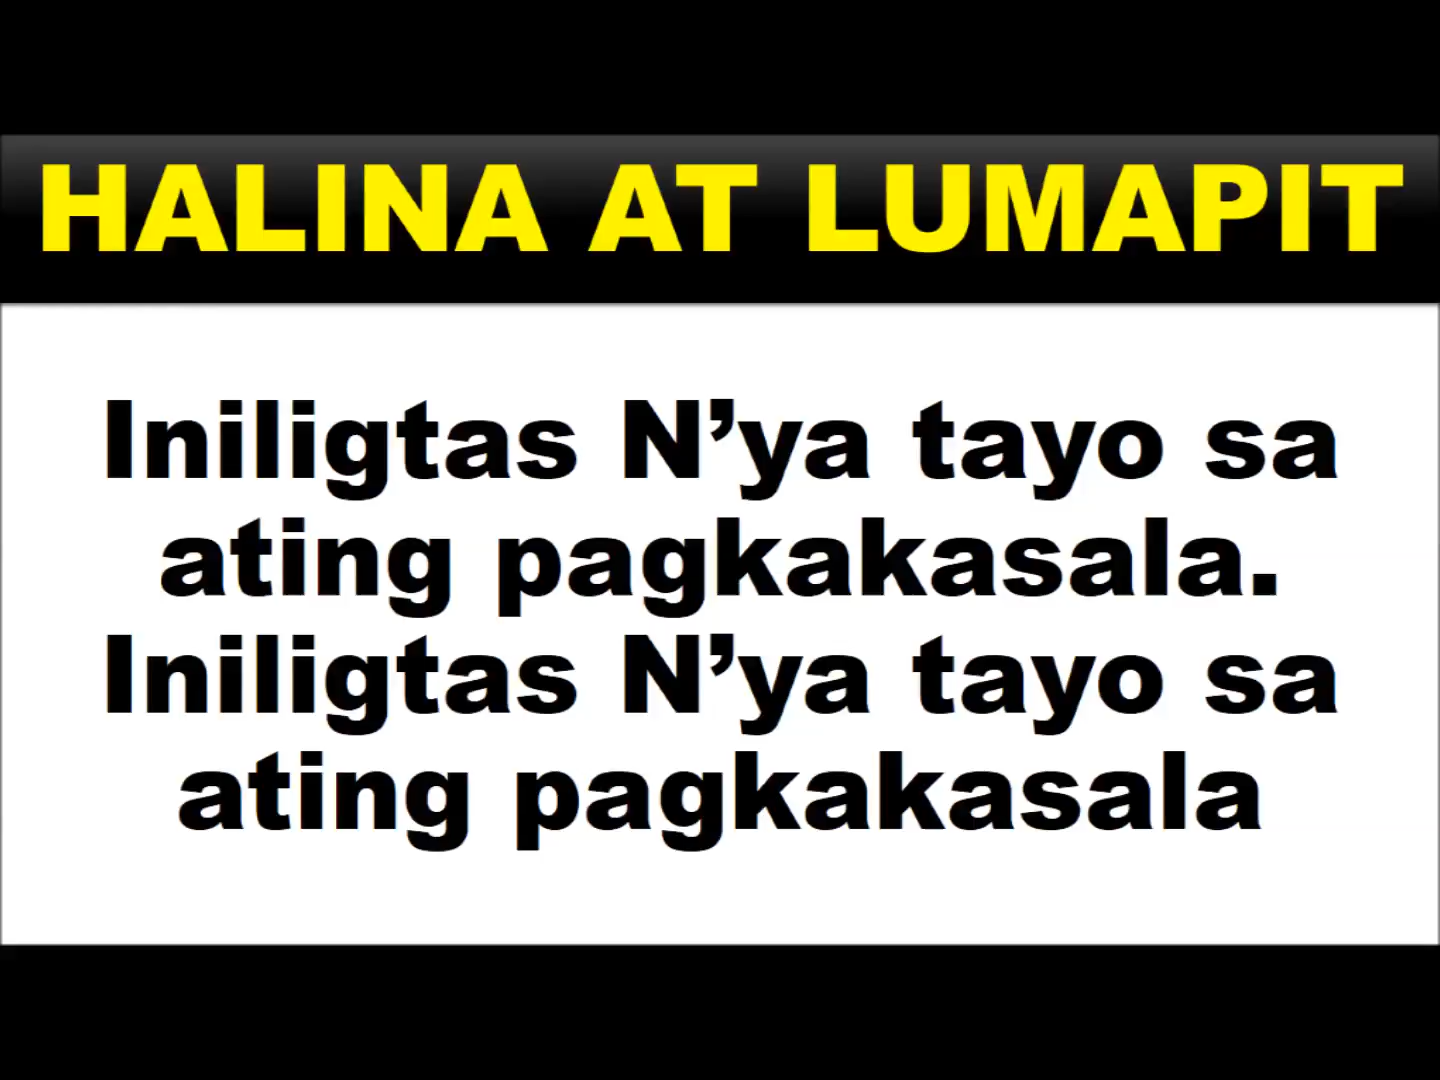 HALINA AT LUMAPIT
Iniligtas N’ya tayo sa
ating pagkakasala.
Iniligtas N’ya tayo sa
ating pagkakasala